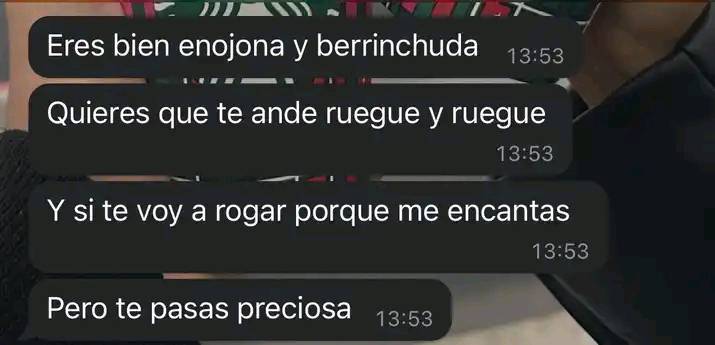 Eres bien enojona y berrinchuda 13:53
Quieres que te ande ruegue y ruegue
13:53
Y si te voy a rogar porque me encantas
13:53
Pero te pasas preciosa 13:53